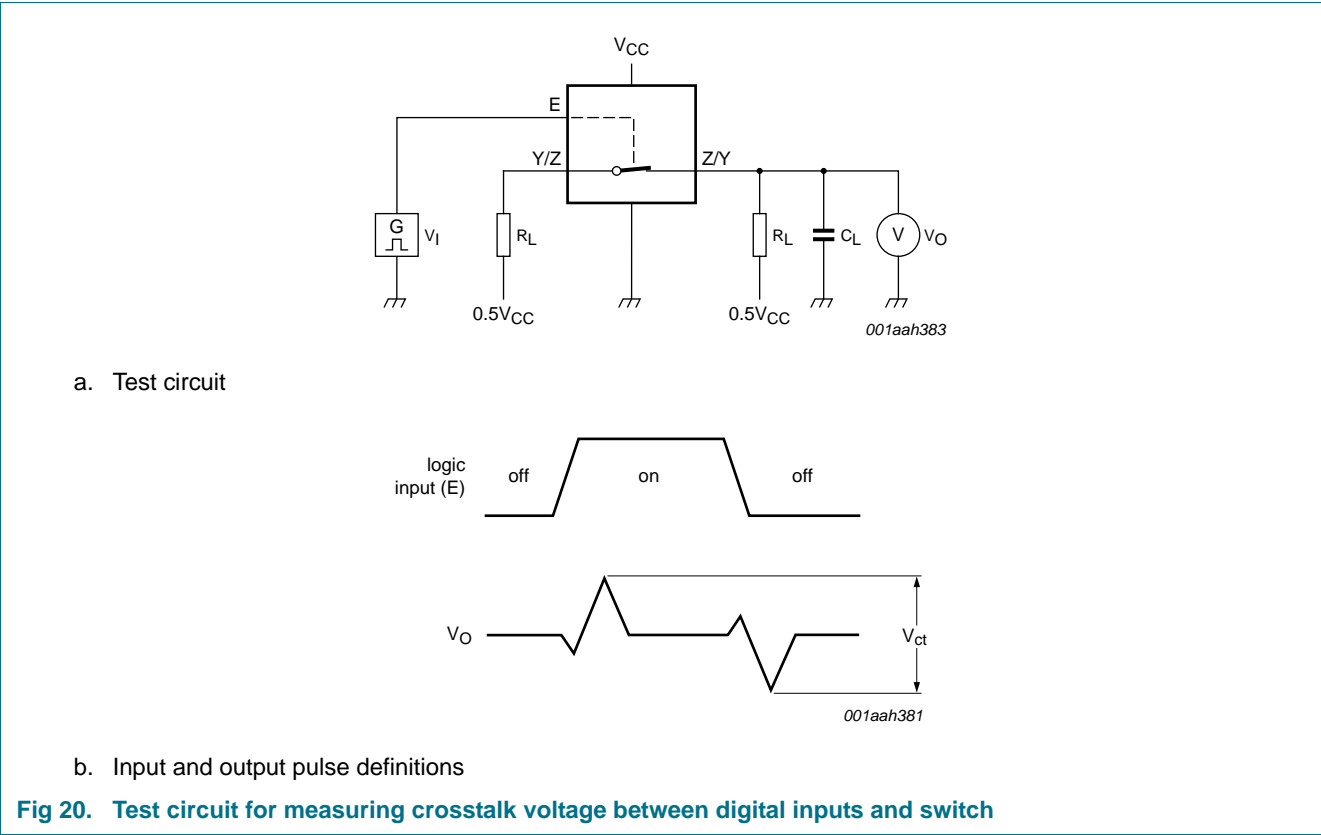 VCC
E
Y/Z Z/Y
G VI RL RL CL V VO
0.5VCC 0.5VCC
001aah383
a. Test circuit
logic
input (E)
off on off
VO
Vct
001aah381
b. Input and output pulse definitions
Fig 20. Test circuit for measuring crosstalk voltage between digital inputs and switch